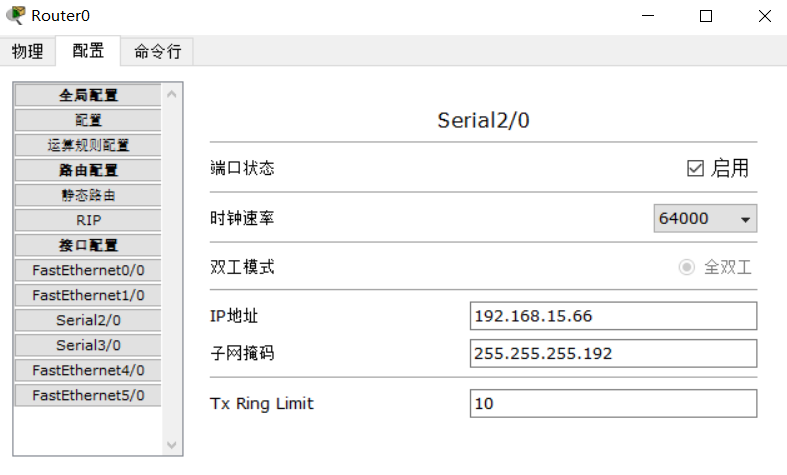 Router0
物理 配置 命令行
全局配置
配置
运算规则配置
路由配置
静态路由
RIP
接口配置
FastEthernet0/0
FastEthernet1/0
Serial2/0
Serial3/0
FastEthernet4/0
FastEthernet5/0
Serial2/0
端口状态 启用
时钟速率 64000
双工模式 全双工
IP地址 192.168.15.66
子网掩码 255.255.255.192
Tx Ring Limit 10